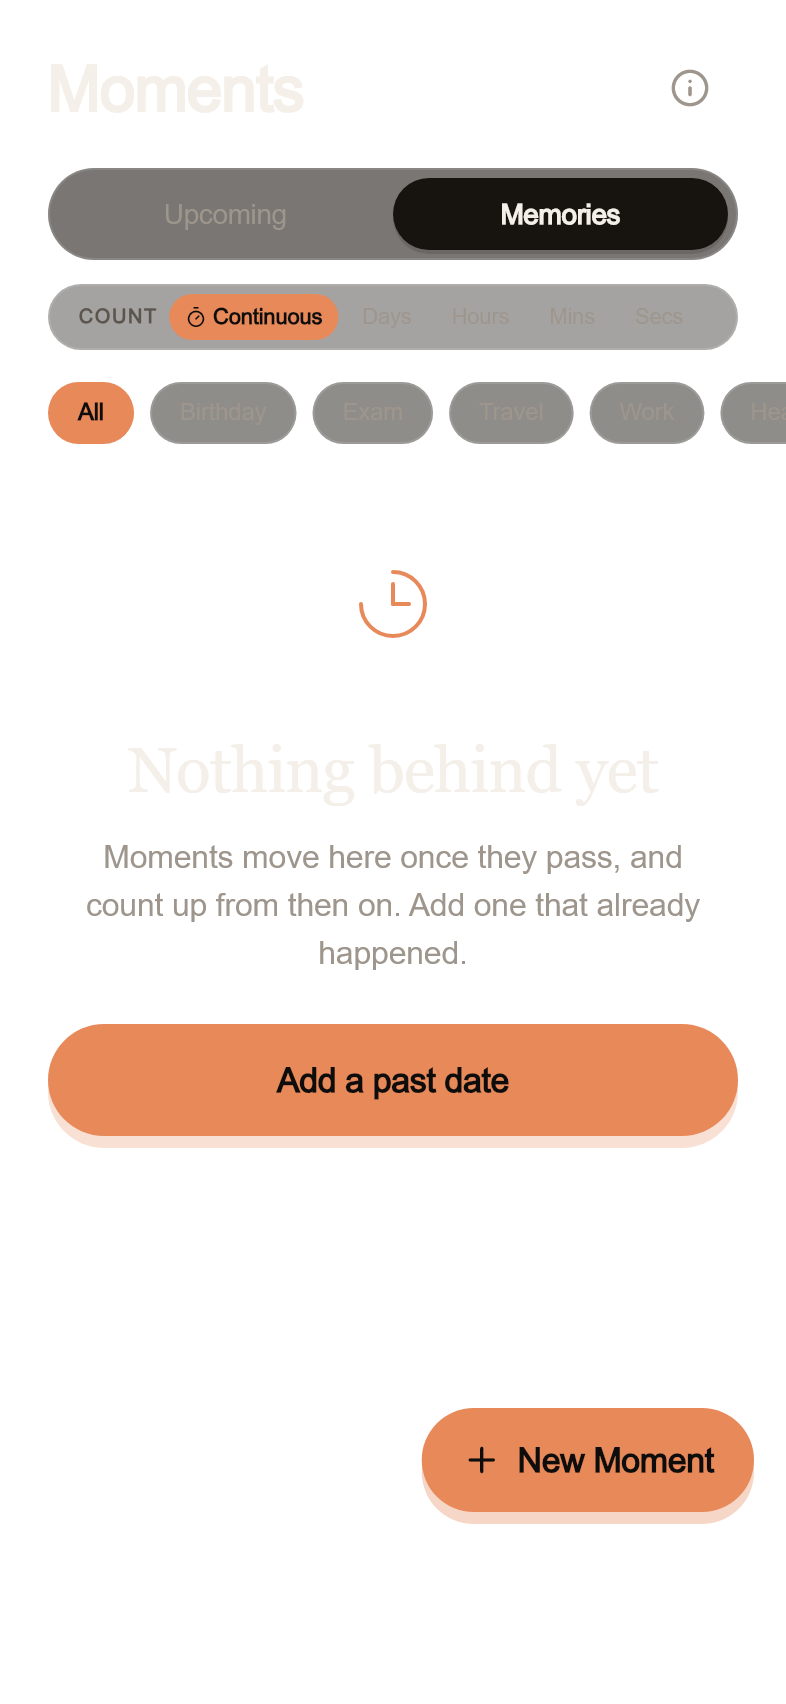 Moments
Upcoming
Memories
COUNT
Continuous
Days
Hours
Mins
Secs
All
Birthday
Exam
Travel
Work
Nothing behind yet
Moments move here once they pass, and
count up from then on. Add one that already
happened.
Add a past date
New Moment